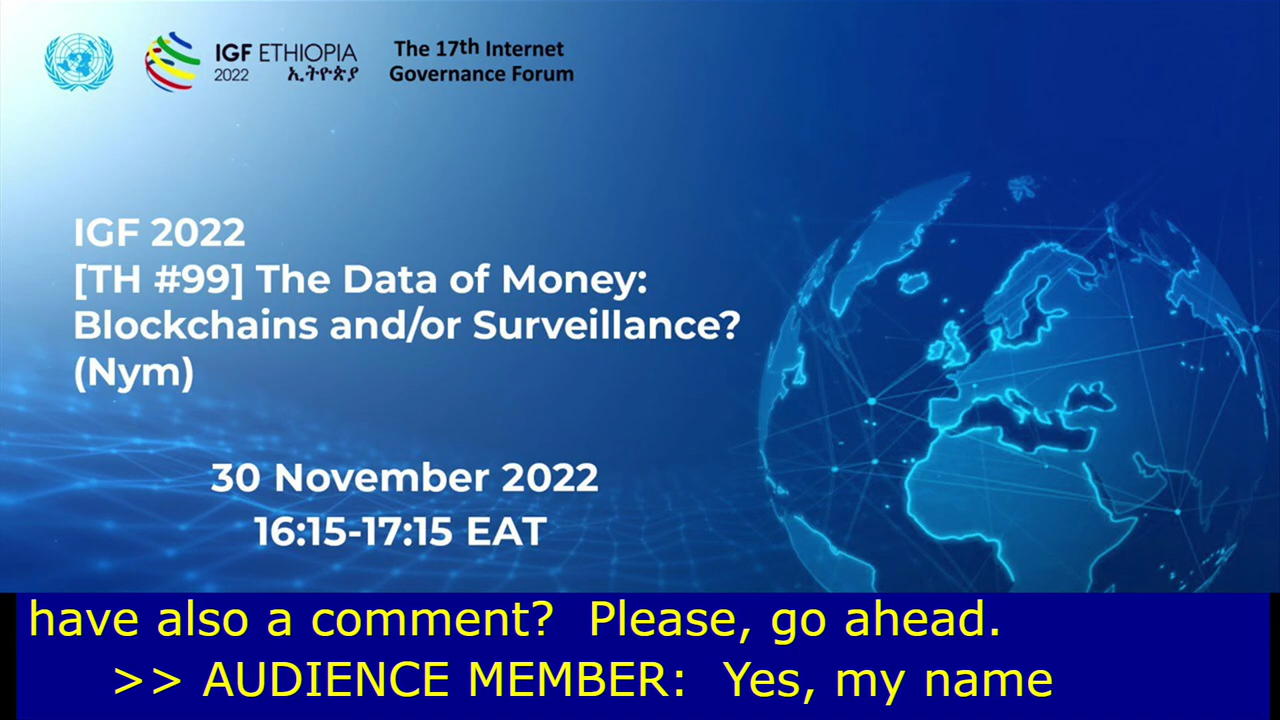 IGF ETHIOPIA
2022 ኢትዮጵያ
The 17th Internet
Governance Forum
IGF 2022
[TH #99] The Data of Money:
Blockchains and/or Surveillance?
(Nym)
30 November 2022
16:15-17:15 EAT
have also a comment?  Please, go ahead.
>> AUDIENCE MEMBER:  Yes, my name